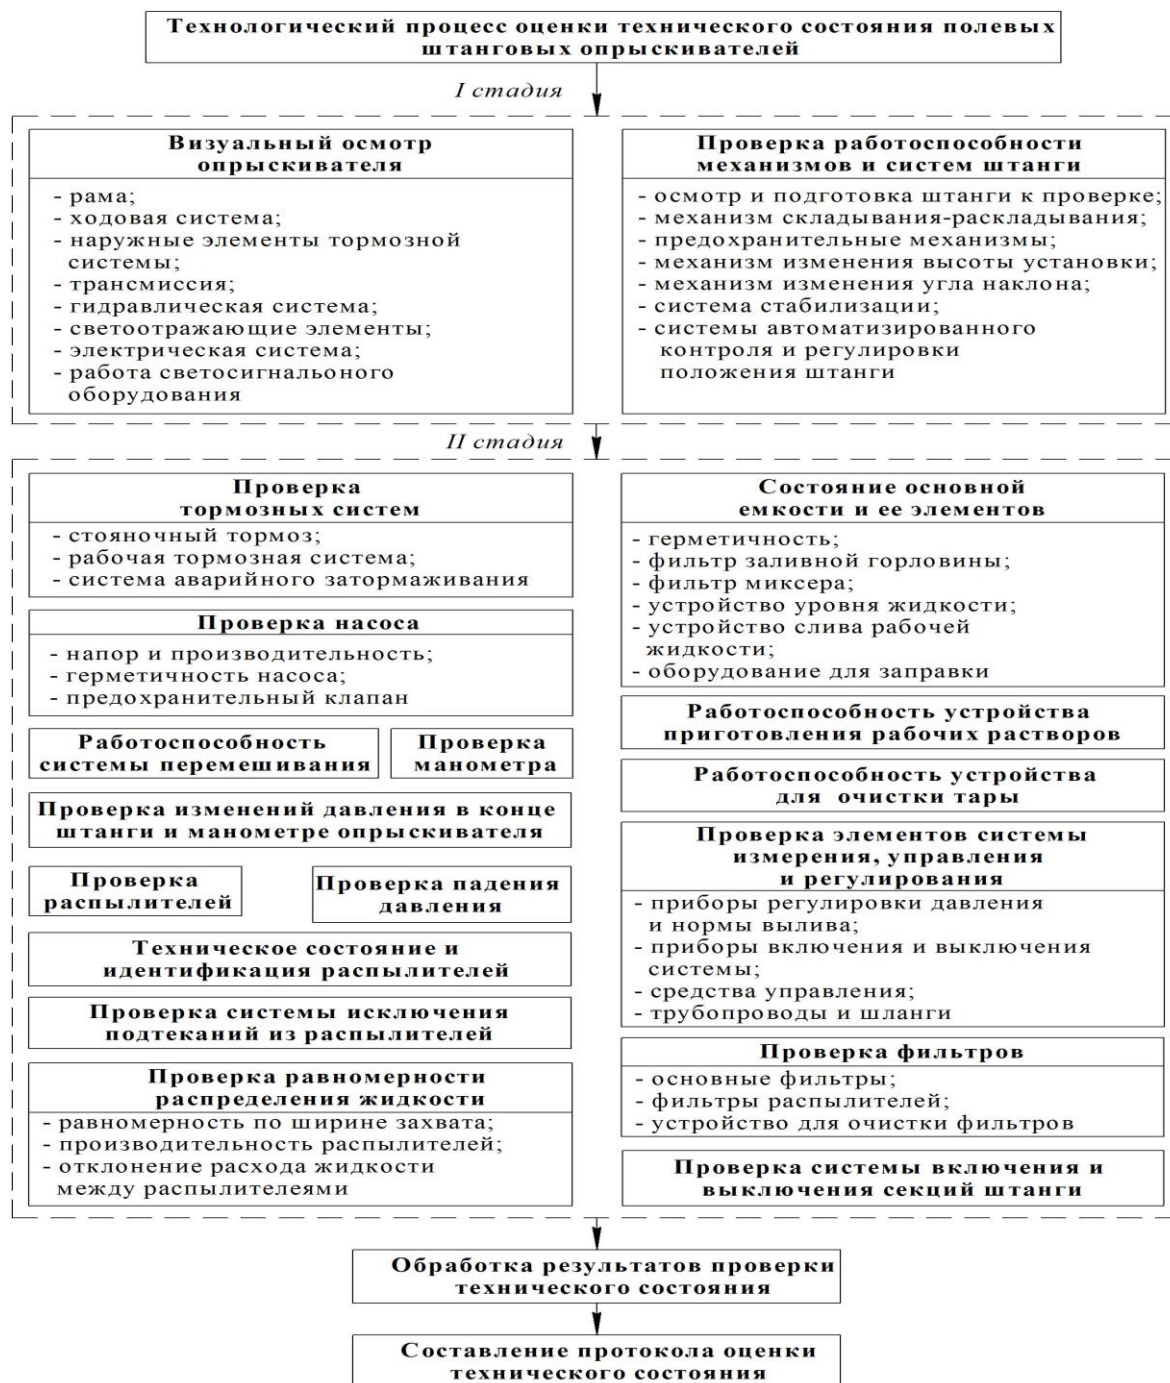 Технологический процесс оценки технического состояния полевых
штанговых опрыскивателей
I стадия
Визуальный осмотр
опрыскивателя
- рама;
- ходовая система;
- наружные элементы тормозной
системы;
- трансмиссия;
- гидравлическая система;
- светоотражающие элементы;
- электрическая система;
- работа светосигнальоного
оборудования
Проверка работоспособности
механизмов и систем штанги
- осмотр и подготовка штанги к проверке;
- механизм складывания-раскладывания;
- предохранительные механизмы;
- механизм изменения высоты установки;
- механизм изменения угла наклона;
- система стабилизации;
- системы автоматизированного
контроля и регулировки
положения штанги
II стадия
Проверка
тормозных систем
- стояночный тормоз;
- рабочая тормозная система;
- система аварийного затормаживания
Проверка насоса
- напор и производительность;
- герметичность насоса;
- предохранительный клапан
Работоспособность
системы перемешивания
Проверка
манометра
Проверка изменений давления в конце
штанги и манометре опрыскивателя
Проверка
распылителей
Проверка падения
давления
Техническое состояние и
идентификация распылителей
Проверка системы исключения
подтеканий из распылителей
Проверка равномерности
распределения жидкости
- равномерность по ширине захвата;
- производительность распылителей;
- отклонение расхода жидкости
между распылителеями
Состояние основной
емкости и ее элементов
- герметичность;
- фильтр заливной горловины;
- фильтр миксера;
- устройство уровня жидкости;
- устройство слива рабочей
жидкости;
- оборудование для заправки
Работоспособность устройства
приготовления рабочих растворов
Работоспособность устройства
для очистки тары
Проверка элементов системы
измерения, управления
и регулирования
- приборы регулировки давления
и нормы вылива;
- приборы включения и выключения
системы;
- средства управления;
- трубопроводы и шланги
Проверка фильтров
- основные фильтры;
- фильтры распылителей;
- устройство для очистки фильтров
Проверка системы включения и
выключения секций штанги
Обработка результатов проверки
технического состояния
Составление протокола оценки
технического состояния